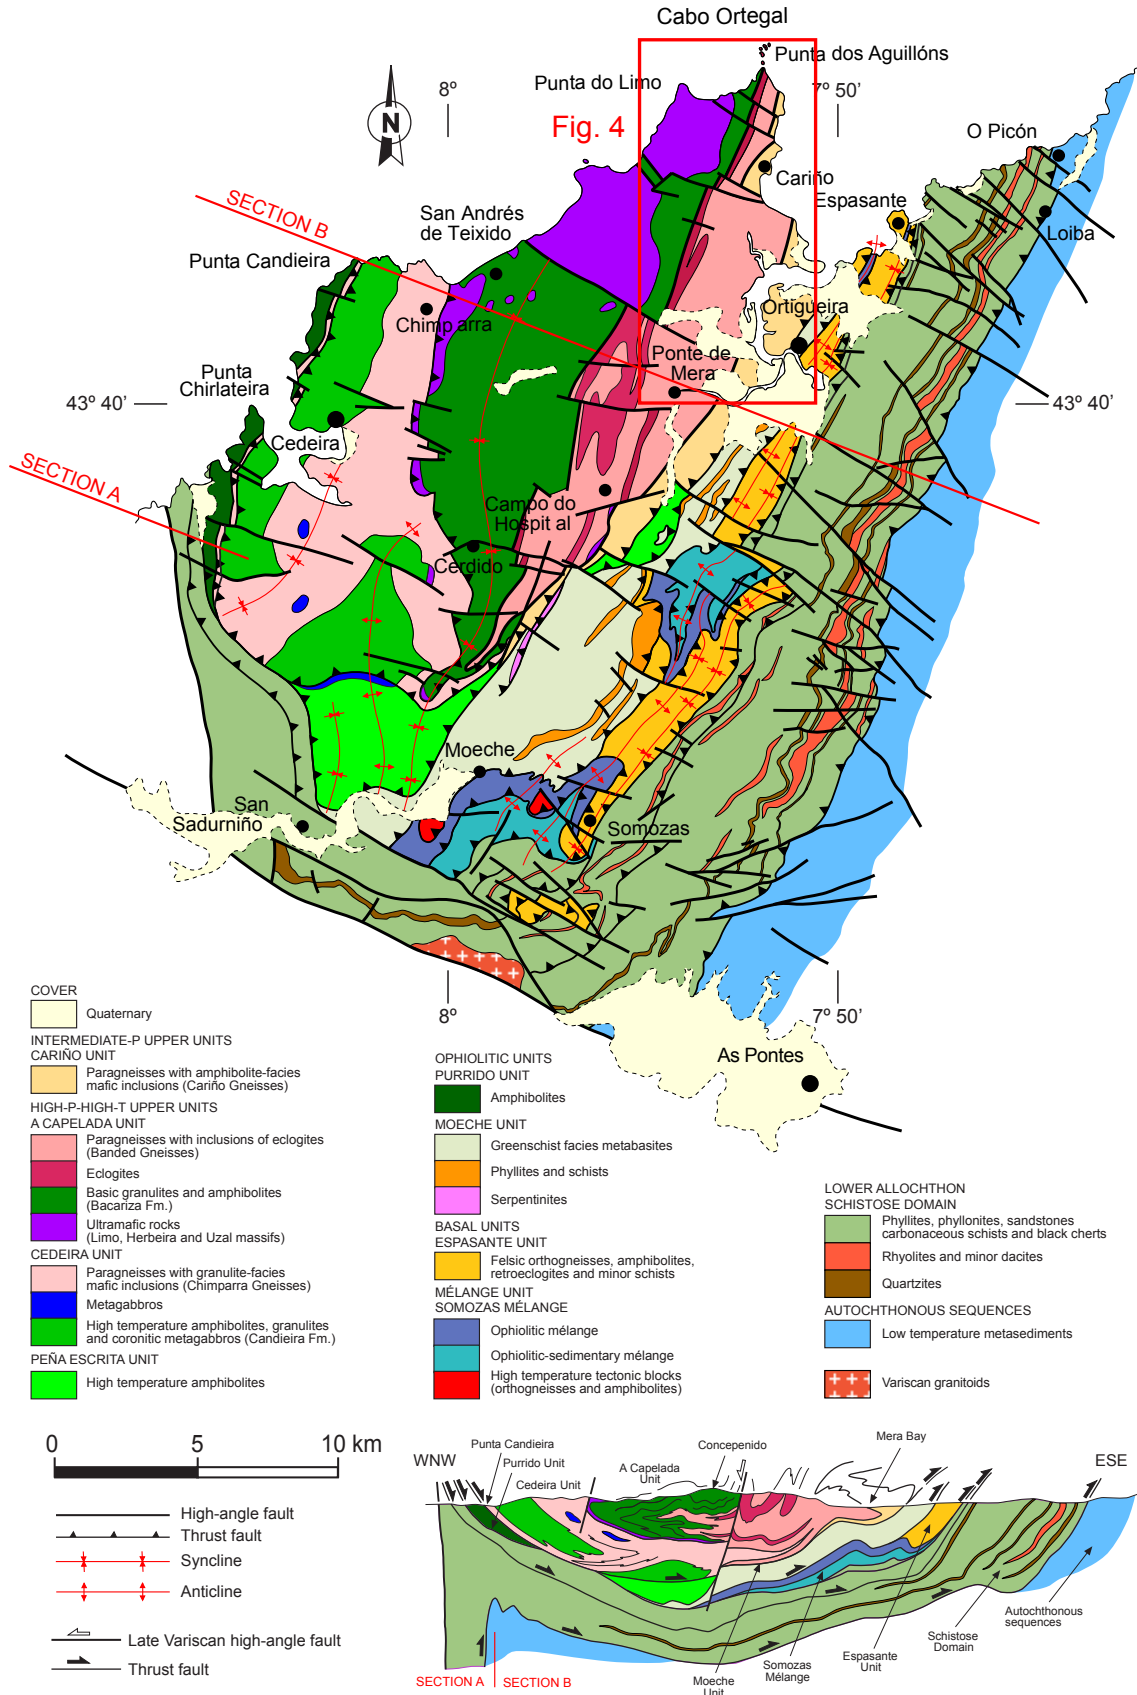 Cabo Ortegal
Punta dos Aguillóns
8º
Punta do Limo
7º 50'
N
Fig. 4
O Picón
Cariño
SECTION B
San Andrés
de Teixido
Espasante
Loiba
Punta Candieira
Chimp arra
Ortigueira
Punta
Chirlateira
Ponte de
Mera
43º 40'
43º 40'
Cedeira
SECTION A
Campo do
Hospit al
Cerdido
Moeche
San
Sadurniño
Somozas
8º
7º 50'
As Pontes
COVER
Quaternary
INTERMEDIATE-P UPPER UNITS
CARIÑO UNIT
Paragneisses with amphibolite-facies
mafic inclusions (Cariño Gneisses)
HIGH-P-HIGH-T UPPER UNITS
A CAPELADA UNIT
Paragneisses with inclusions of eclogites
(Banded Gneisses)
Eclogites
Basic granulites and amphibolites
(Bacariza Fm.)
Ultramafic rocks
(Limo, Herbeira and Uzal massifs)
CEDEIRA UNIT
Paragneisses with granulite-facies
mafic inclusions (Chimparra Gneisses)
Metagabbros
High temperature amphibolites, granulites
and coronitic metagabbros (Candieira Fm.)
PEÑA ESCRITA UNIT
High temperature amphibolites
OPHIOLITIC UNITS
PURRIDO UNIT
Amphibolites
MOECHE UNIT
Greenschist facies metabasites
Phyllites and schists
Serpentinites
BASAL UNITS
ESPASANTE UNIT
Felsic orthogneisses, amphibolites,
retroeclogites and minor schists
MÉLANGE UNIT
SOMOZAS MÉLANGE
Ophiolitic mélange
Ophiolitic-sedimentary mélange
High temperature tectonic blocks
(orthogneisses and amphibolites)
LOWER ALLOCHTHON
SCHISTOSE DOMAIN
Phyllites, phyllonites, sandstones
carbonaceous schists and black cherts
Rhyolites and minor dacites
Quartzites
AUTOCHTHONOUS SEQUENCES
Low temperature metasediments
Variscan granitoids
0 5 10 km
High-angle fault
Thrust fault
Syncline
Anticline
Late Variscan high-angle fault
Thrust fault
WNW
Punta Candieira
Purrido Unit
Cedeira Unit
A Capelada
Unit
Concepenido
Mera Bay
ESE
Autochthonous
sequences
Schistose
Domain
Espasante
Unit
Somozas
Mélange
Moeche
Unit
SECTION A
SECTION B